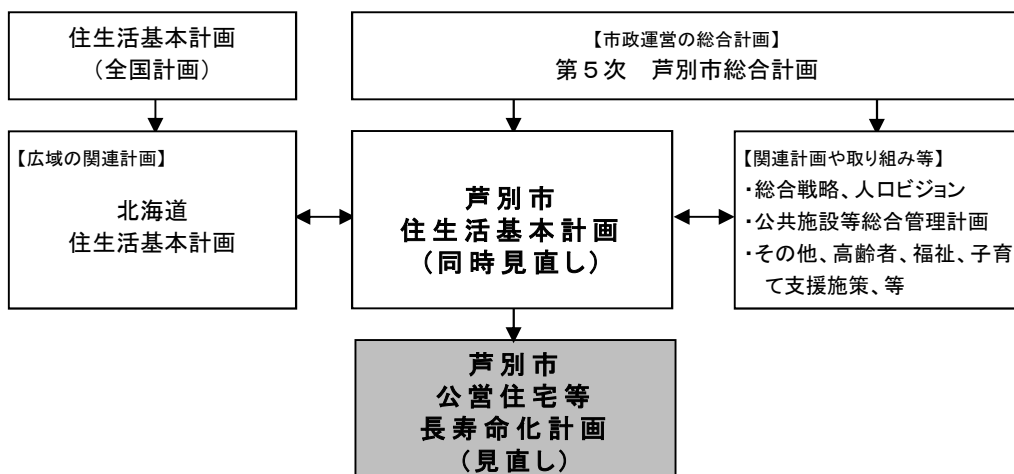 住生活基本計画
（全国計画）
【市政運営の総合計画】
第５次　芦別市総合計画
【広域の関連計画】
北海道
住生活基本計画
芦別市
住生活基本計画
（同時見直し）
【関連計画や取り組み等】
・総合戦略、人口ビジョン
・公共施設等総合管理計画
・その他、高齢者、福祉、子育
て支援施策、等
芦別市
公営住宅等
長寿命化計画
（見直し）